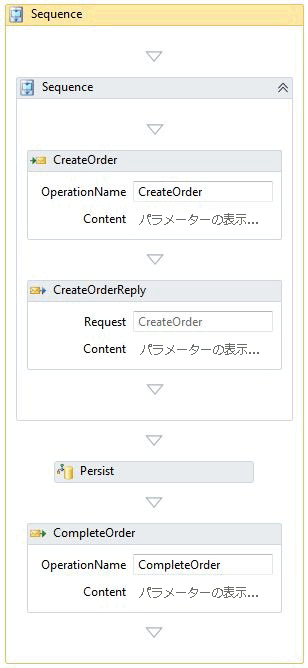 Sequence
Sequence
CreateOrder
OperationName CreateOrder
Content パラメーターの表示...
CreateOrderReply
Request CreateOrder
Content パラメーターの表示...
Persist
CompleteOrder
OperationName CompleteOrder
Content パラメーターの表示...